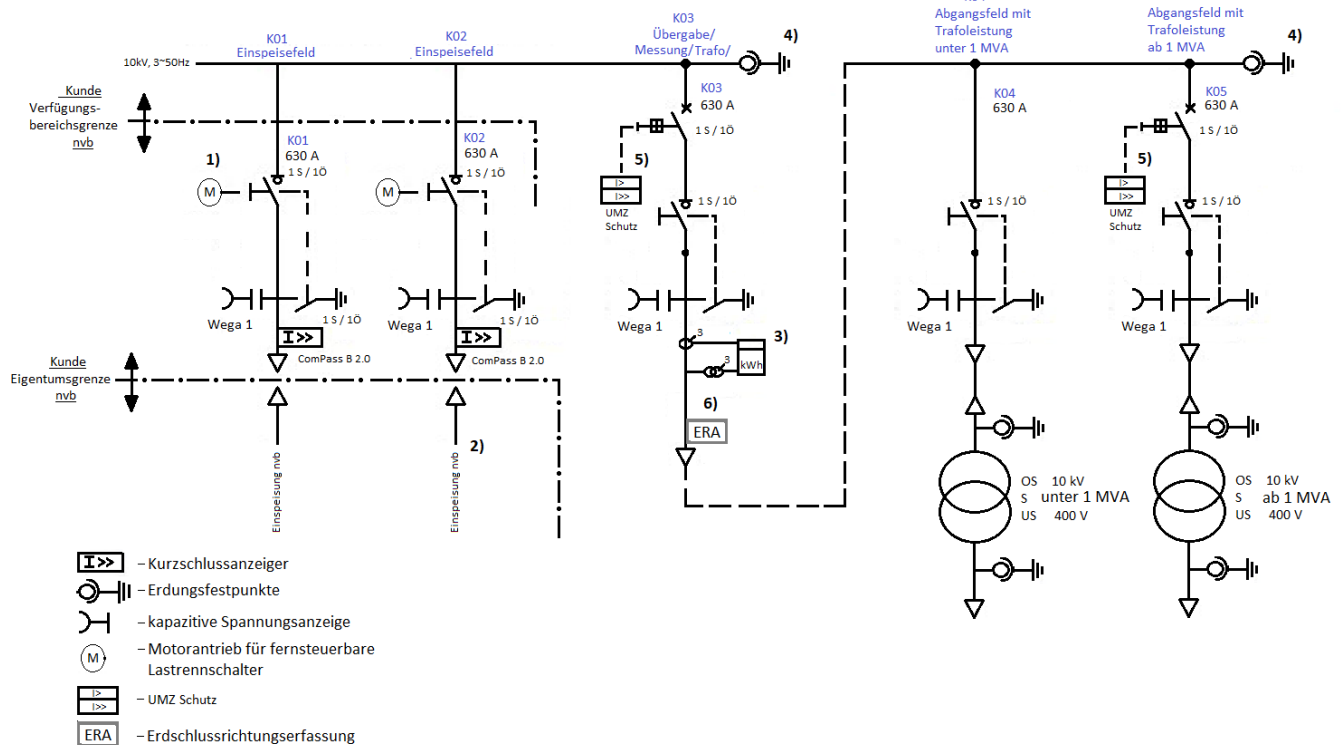 K01
Einspeisefeld
K02
Einspeisefeld
K03
Übergabe/
Messung/Trafo/
4)
Abgangsfeld mit
Trafoleistung
unter 1 MVA
Abgangsfeld mit
Trafoleistung
ab 1 MVA
4)
10kV, 3~50Hz
Kunde
Verfügungs-
bereichsgrenze
nvb
K01
630 A
1 S / 1Ö
1)
M
K02
630 A
1 S / 1Ö
M
K03
630 A
1 S / 1Ö
5)
I>
I>>
UMZ
Schutz
1 S / 1Ö
K04
630 A
1 S / 1Ö
K05
630 A
1 S / 1Ö
5)
I>
I>>
UMZ
Schutz
1 S / 1Ö
Wega 1
1 S / 1Ö
I>>
ComPass B 2.0
Wega 1
1 S / 1Ö
I>>
ComPass B 2.0
Wega 1
3
3
kWh
3)
Wega 1
Wega 1
Kunde
Eigentumsgrenze
nvb
6)
ERA
2)
Einspeisung nvb
Einspeisung nvb
OS 10 kV
S unter 1 MVA
US 400 V
OS 10 kV
S ab 1 MVA
US 400 V
I>> – Kurzschlussanzeiger
– Erdungsfestpunkte
– kapazitive Spannungsanzeige
M – Motorantrieb für fernsteuerbare
Lastrennschalter
I>
I>> – UMZ Schutz
ERA – Erdschlussrichtungserfassung